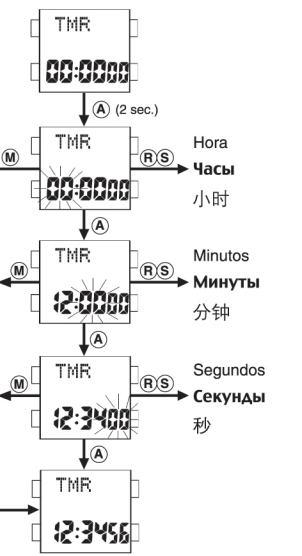 TMR
00:0000
A (2 sec.)
TMR
00:0000
M
R S
Hora
Часы
小时
A
TMR
12:0000
M
R S
Minutos
Минуты
分钟
A
TMR
12:3400
M
R S
Segundos
Секунды
秒
A
TMR
12:3456